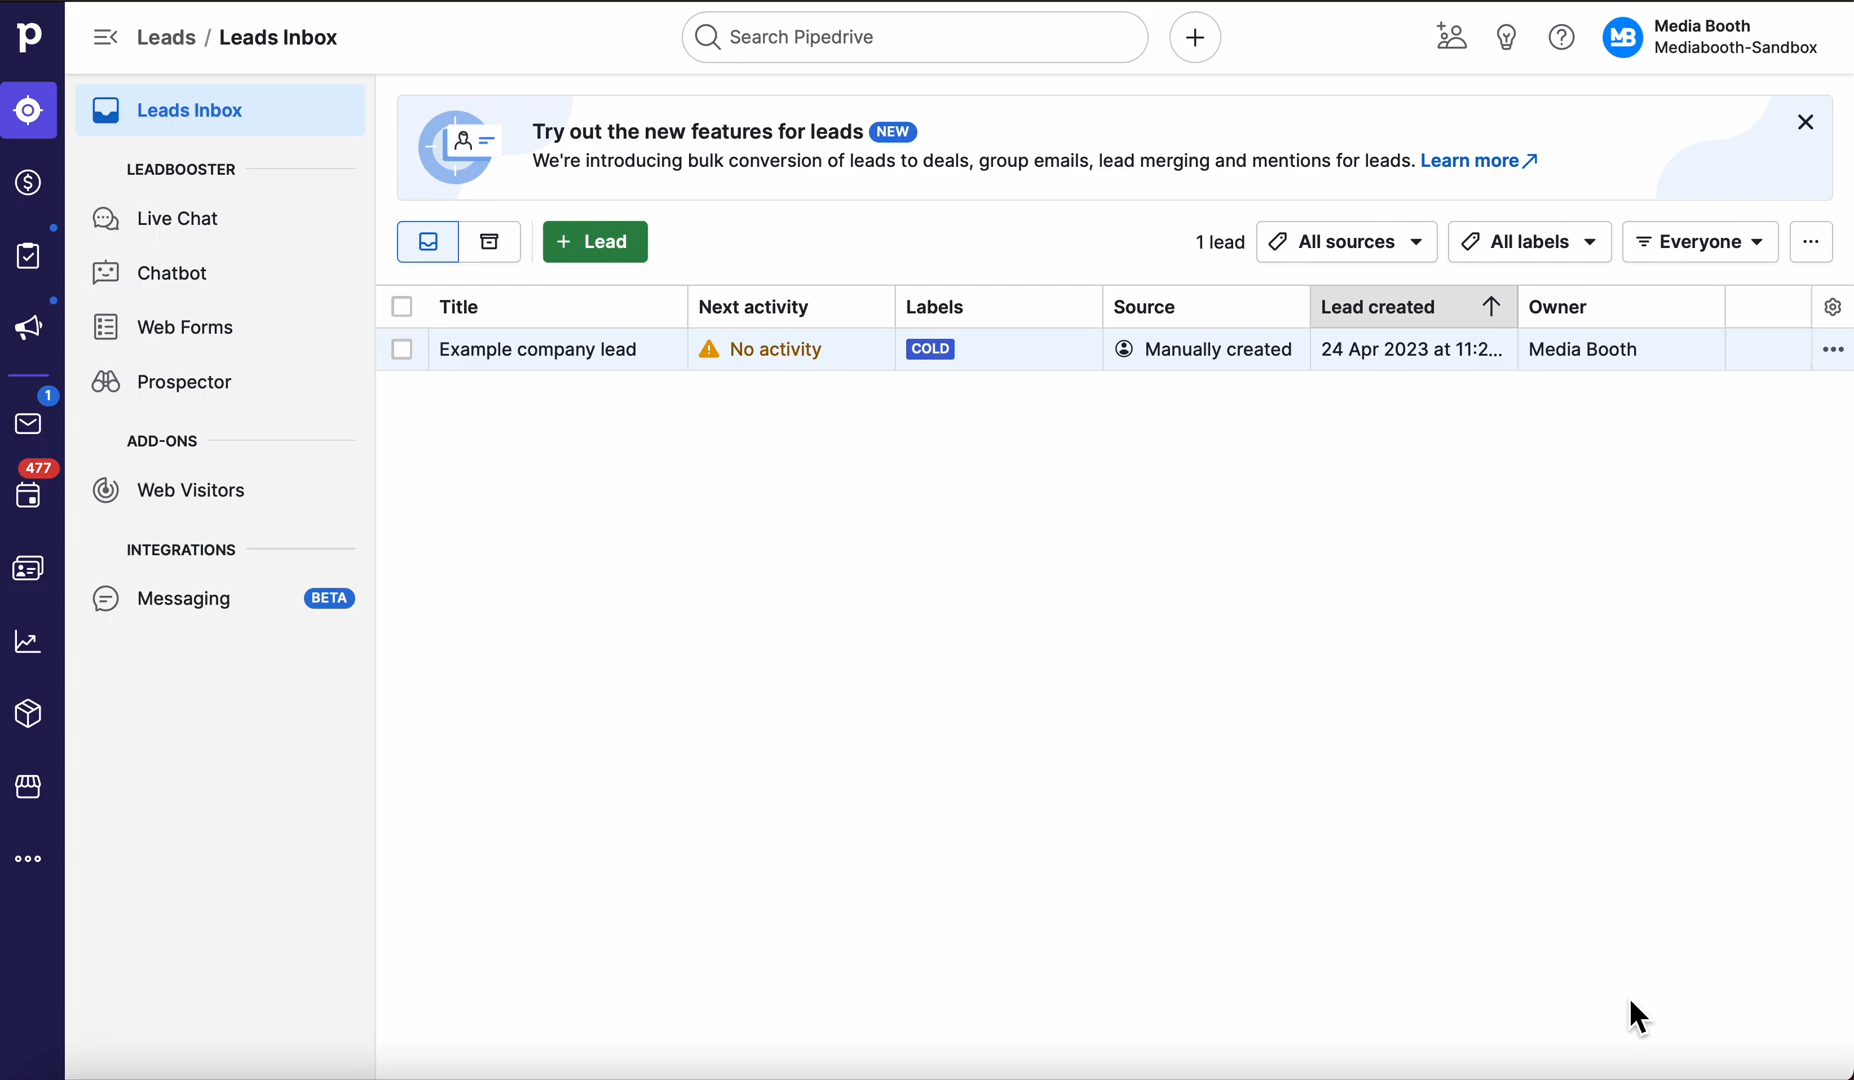 Leads / Leads Inbox
Search Pipedrive
MB
Media Booth
Mediabooth-Sandbox
Leads Inbox
LEADBOOSTER
Live Chat
Chatbot
Web Forms
Prospector
ADD-ONS
Web Visitors
INTEGRATIONS
Messaging BETA
1
477
Try out the new features for leads NEW
We're introducing bulk conversion of leads to deals, group emails, lead merging and mentions for leads. Learn more
+ Lead
1 lead
All sources
All labels
Everyone
Title Next activity Labels Source Lead created Owner
Example company lead No activity COLD Manually created 24 Apr 2023 at 11:2... Media Booth